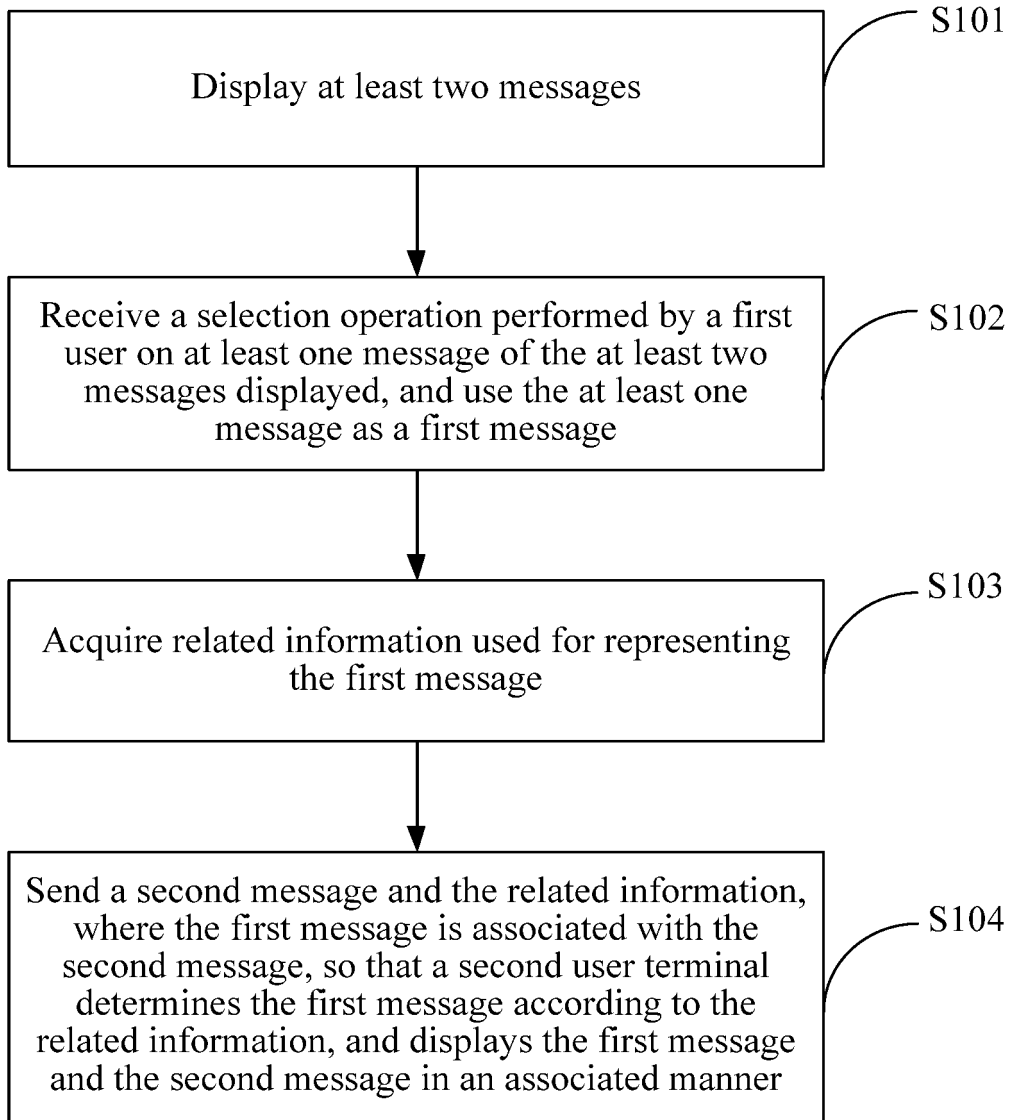 S101
Display at least two messages
S102
Receive a selection operation performed by a first
user on at least one message of the at least two
messages displayed, and use the at least one
message as a first message
S103
Acquire related information used for representing
the first message
S104
Send a second message and the related information,
where the first message is associated with the
second message, so that a second user terminal
determines the first message according to the
related information, and displays the first message
and the second message in an associated manner